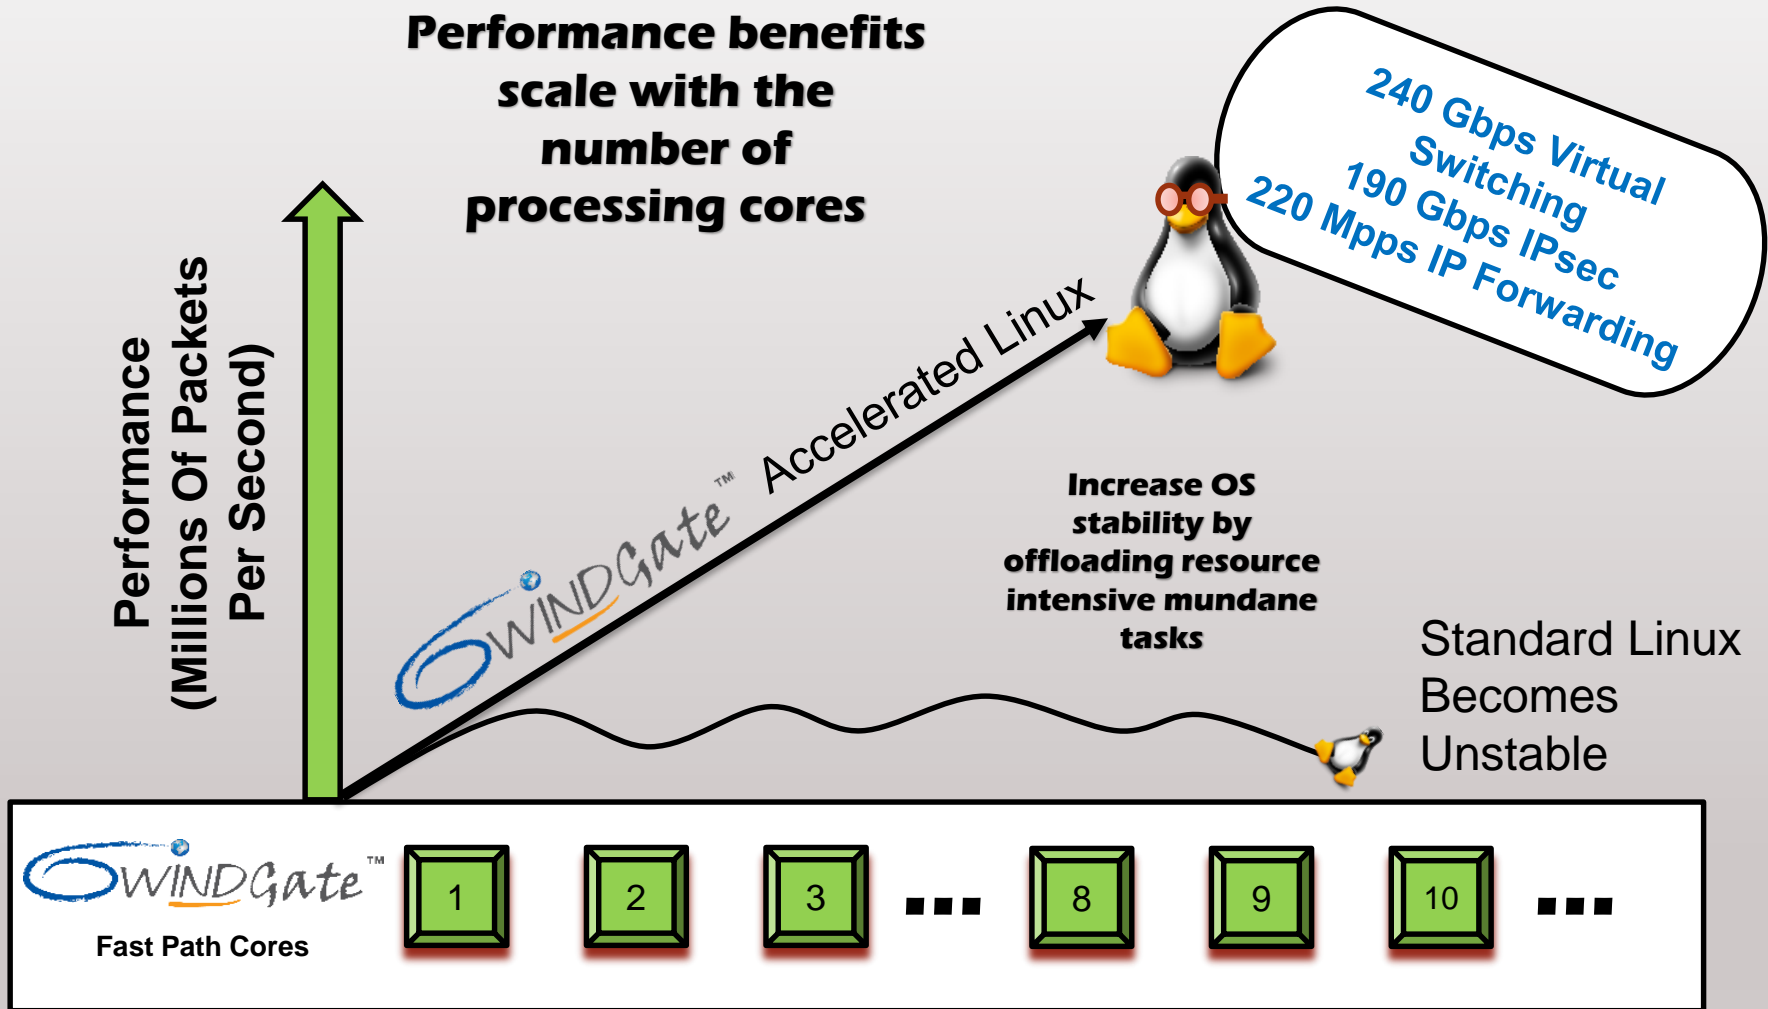 Performance benefits
scale with the
number of
processing cores
240 Gbps Virtual
Switching
190 Gbps IPsec
220 Mpps IP Forwarding
Performance
(Millions Of Packets
Per Second)
6WINDGate™ Accelerated Linux
Increase OS
stability by
offloading resource
intensive mundane
tasks
Standard Linux
Becomes
Unstable
6WINDGate™
Fast Path Cores
1 2 3 ... 8 9 10 ...